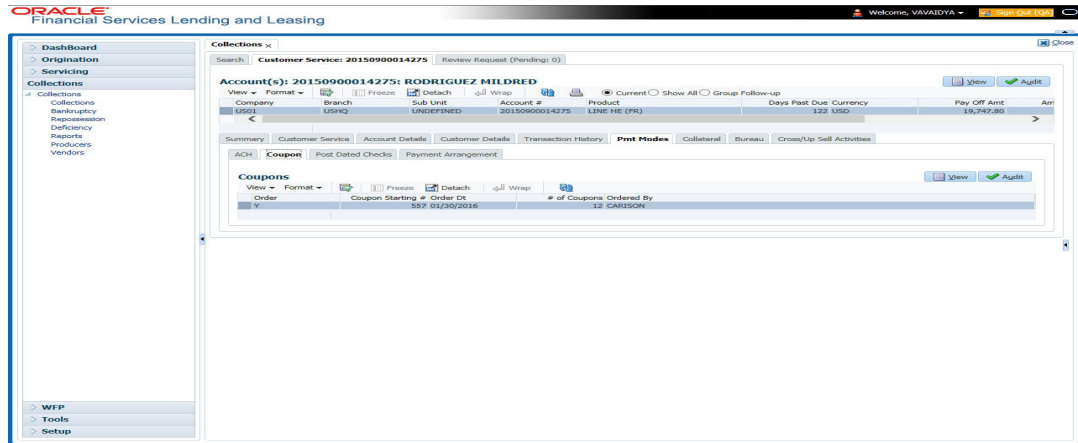 ORACLE
Financial Services Lending and Leasing
Welcome, VAVAIDYA
Sign Out [QA]
DashBoard
Origination
Servicing
Collections
Collections
Collections
Bankruptcy
Repossession
Deficiency
Reports
Producers
Vendors
WFP
Tools
Setup
Collections x
Close
Search Customer Service: 20150900014275 Review Request (Pending: 0)
Account(s): 20150900014275: RODRIGUEZ MILDRED
View Audit
View Format Freeze Detach Wrap Current Show All Group Follow-up
Company Branch Sub Unit Account # Product Days Past Due Currency Pay Off Amt Am
US01 USHQ UNDEFINED 20150900014275 LINE HE (FR) 122 USD 19,747.80
Summary Customer Service Account Details Customer Details Transaction History Pmt Modes Collateral Bureau Cross/Up Sell Activities
ACH Coupon Post Dated Checks Payment Arrangement
Coupons
View Audit
View Format Freeze Detach Wrap
Order Coupon Starting # Order Dt # of Coupons Ordered By
Y 557 01/30/2016 12 CARISON